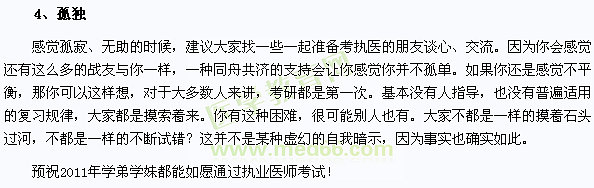 4、孤独
感觉孤寂、无助的时候，建议大家找一些一起准备考执医的朋友谈心、交流。因为你会感觉
还有这么多的战友与你一样，一种同舟共济的支持会让你感觉你并不孤单。如果你还是感觉不平
衡，那你可以这样想，对于大多数人来讲，考研都是第一次。基本没有人指导，也没有普遍适用
的复习规律，大家都是摸索着来。你有这种困难，很可能别人也有。大家不都是一样的摸着石头
过河，不都是一样的不断试错？这并不是某种虚幻的自我暗示，因为事实也确实如此。
www.med66.com
预祝2011年学弟学妹都能如愿通过执业医师考试！